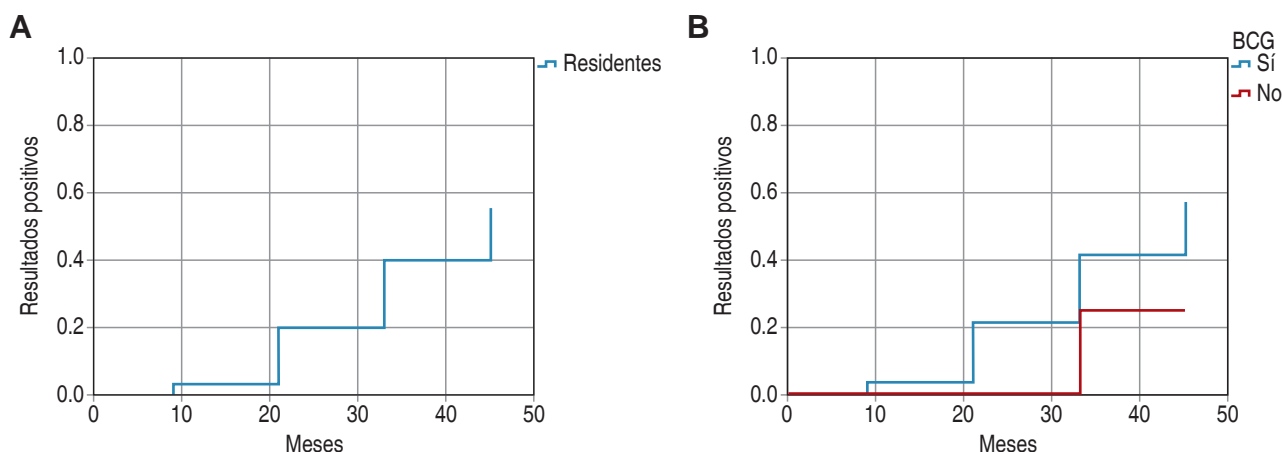 A
Resultados positivos
1.0
0.8
0.6
0.4
0.2
0.0
0 10 20 30 40 50
Meses
Residentes
B
Resultados positivos
1.0
0.8
0.6
0.4
0.2
0.0
0 10 20 30 40 50
Meses
BCG
Sí
No